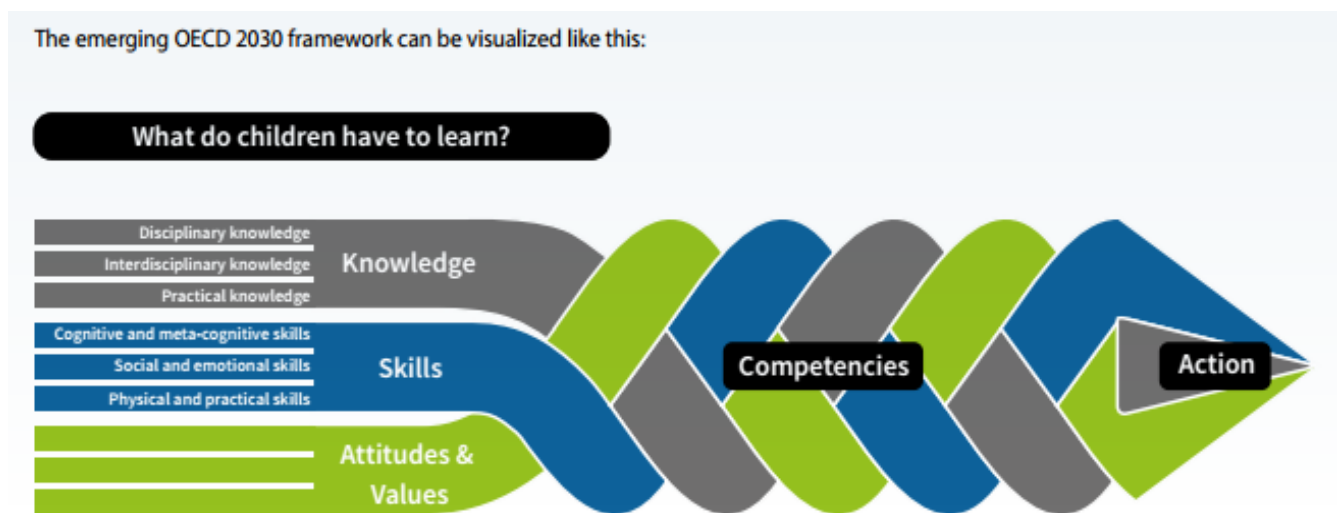 The emerging OECD 2030 framework can be visualized like this:
What do children have to learn?
Disciplinary knowledge
Interdisciplinary knowledge
Practical knowledge
Knowledge
Cognitive and meta-cognitive skills
Social and emotional skills
Physical and practical skills
Skills
Attitudes &
Values
Competencies
Action